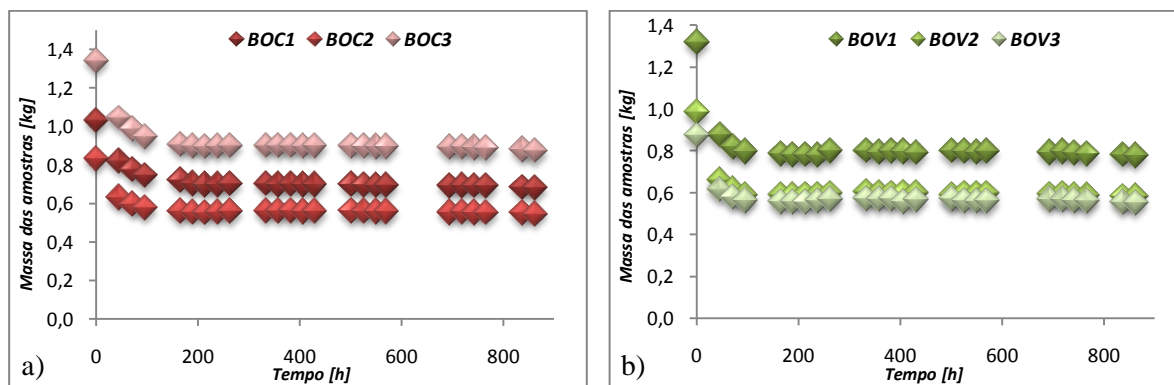 BOC1 BOC2 BOC3
Massa das amostras [kg]
1,4
1,2
1,0
0,8
0,6
0,4
0,2
0,0
0 200 400 600 800
Tempo [h]
a)
BOV1 BOV2 BOV3
Massa das amostras [kg]
1,4
1,2
1,0
0,8
0,6
0,4
0,2
0,0
0 200 400 600 800
Tempo [h]
b)